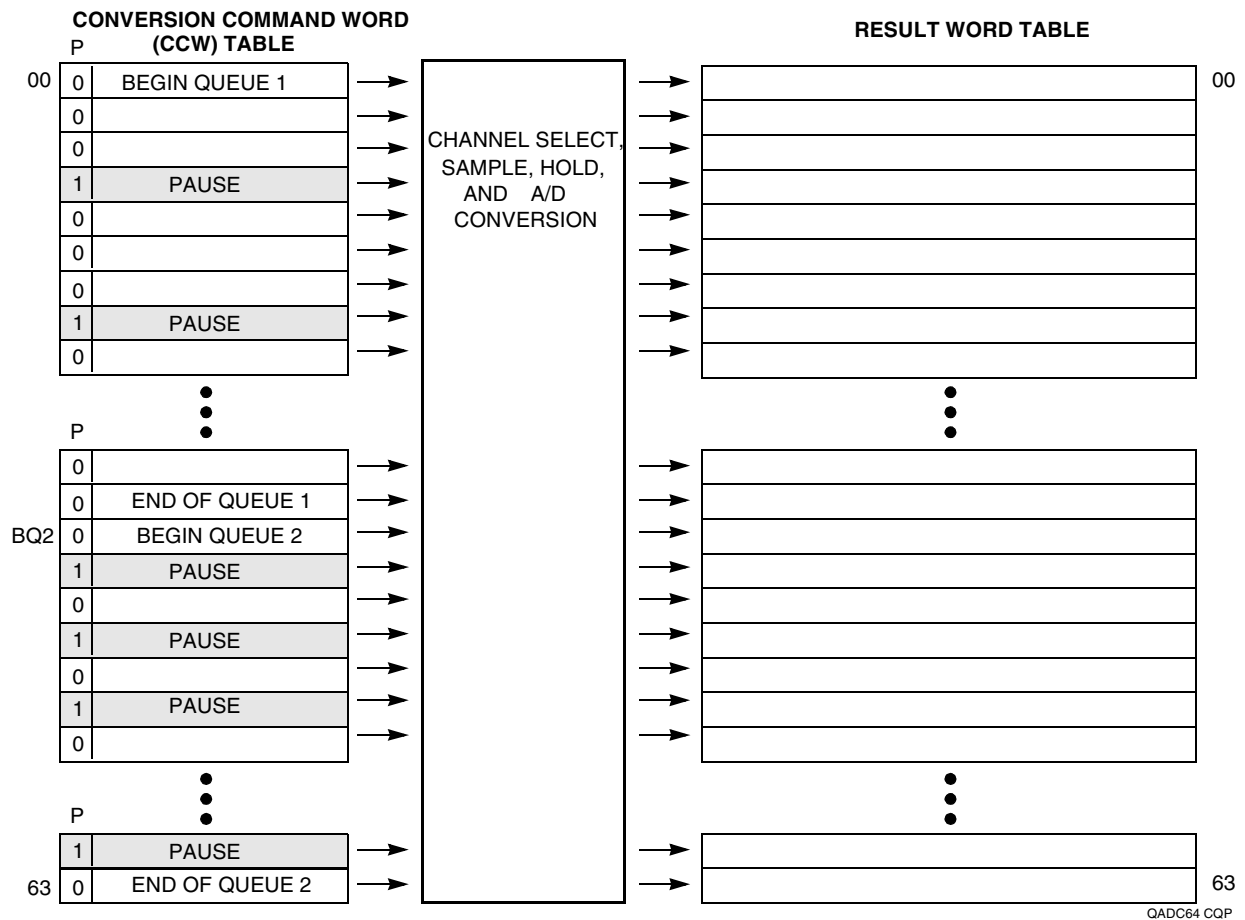 CONVERSION COMMAND WORD
(CCW) TABLE
RESULT WORD TABLE
P
00 0 BEGIN QUEUE 1 00
0
0
1 PAUSE
0
0
0
1 PAUSE
0
CHANNEL SELECT,
SAMPLE, HOLD,
AND A/D
CONVERSION
P
0
0 END OF QUEUE 1
BQ2 0 BEGIN QUEUE 2
1 PAUSE
0
1 PAUSE
0
1 PAUSE
0
P
1 PAUSE
63 0 END OF QUEUE 2 63
QADC64 CQP